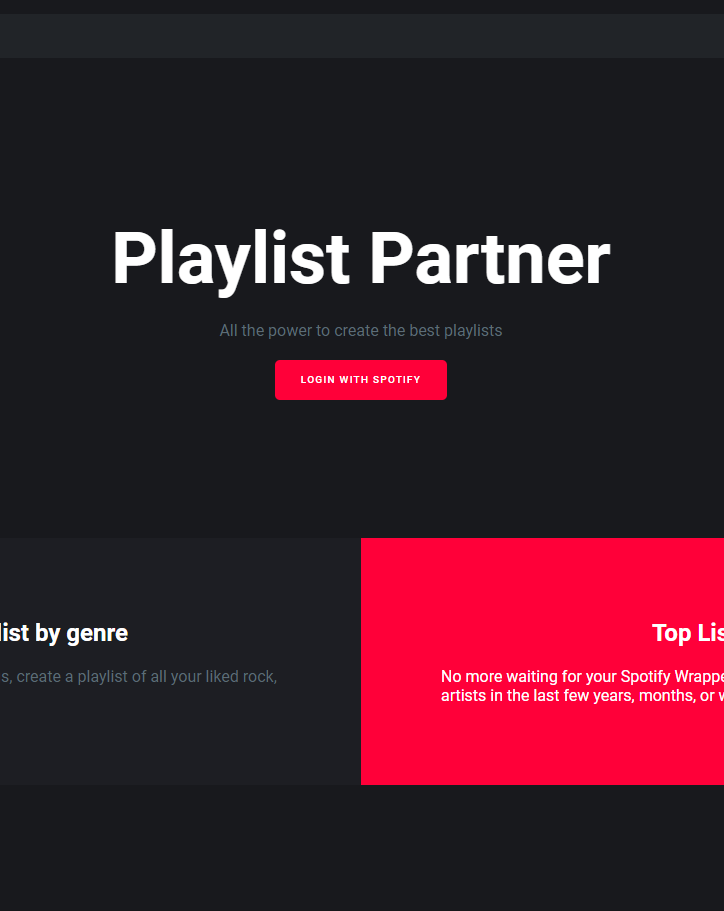 Playlist Partner
All the power to create the best playlists
LOGIN WITH SPOTIFY
list by genre
s, create a playlist of all your liked rock,
Top Lis
No more waiting for your Spotify Wrappe
artists in the last few years, months, or w